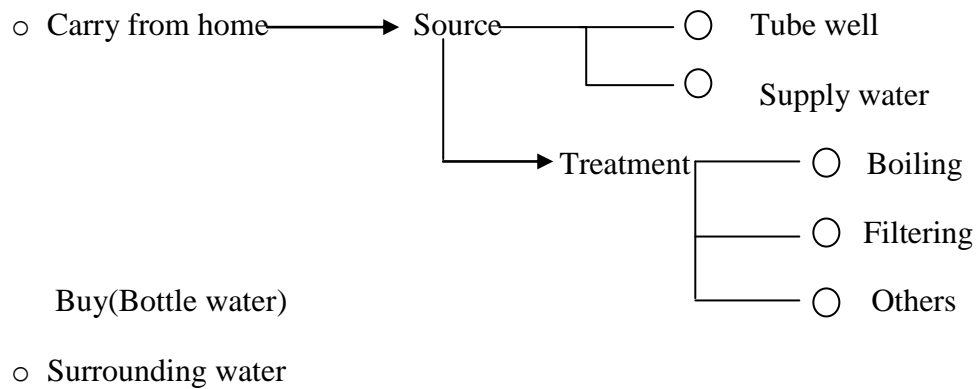 ○ Carry from home Source Tube well
Supply water
Treatment Boiling
Filtering
Buy(Bottle water) Others
○ Surrounding water